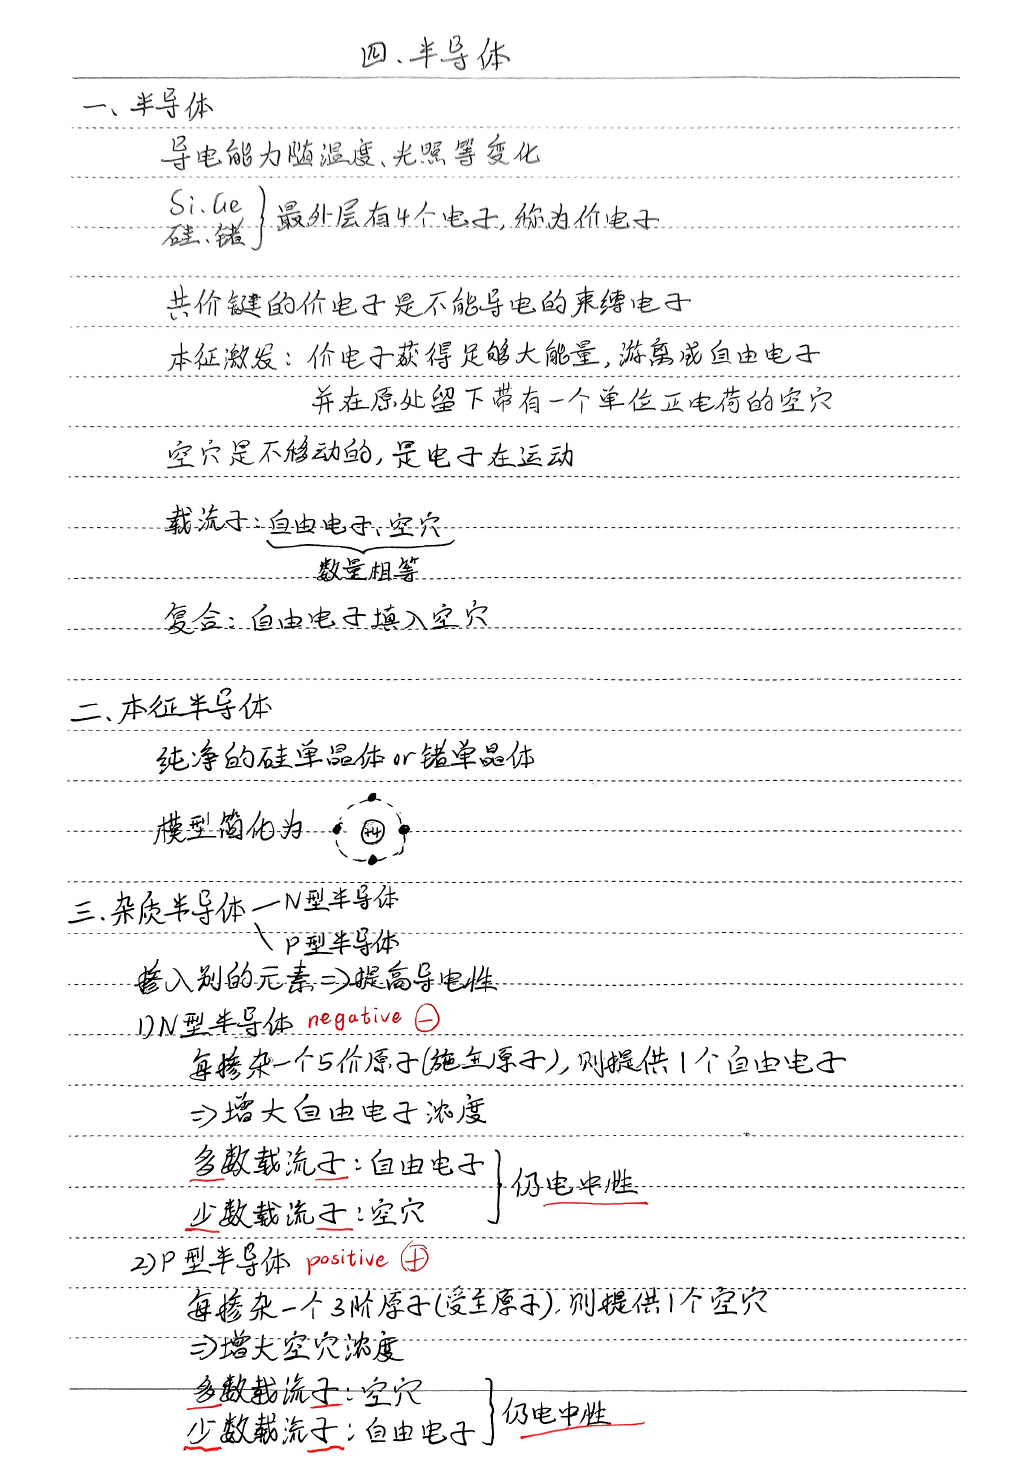 四、半导体
一、半导体
导电能力随温度、光照等变化
Si、Ge
硅、锗 } 最外层有4个电子,称为价电子
共价键的价电子是不能导电的束缚电子
本征激发: 价电子获得足够大能量,游离成自由电子
并在原处留下带有一个单位正电荷的空穴
空穴是不移动的,是电子在运动
载流子: 自由电子、空穴
数量相等
复合: 自由电子填入空穴
二、本征半导体
纯净的硅单晶体or锗单晶体
模型简化为 +4
三、杂质半导体 — N型半导体
\ P型半导体
掺入别的元素 ⇒ 提高导电性
1)N型半导体 negative ⊖
每掺杂一个5价原子(施主原子),则提供1个自由电子
⇒增大自由电子浓度
多数载流子: 自由电子
少数载流子: 空穴 } 仍电中性
2)P型半导体 positive ⊕
每掺杂一个3阶原子(受主原子),则提供1个空穴
⇒增大空穴浓度
多数载流子: 空穴
少数载流子: 自由电子 } 仍电中性